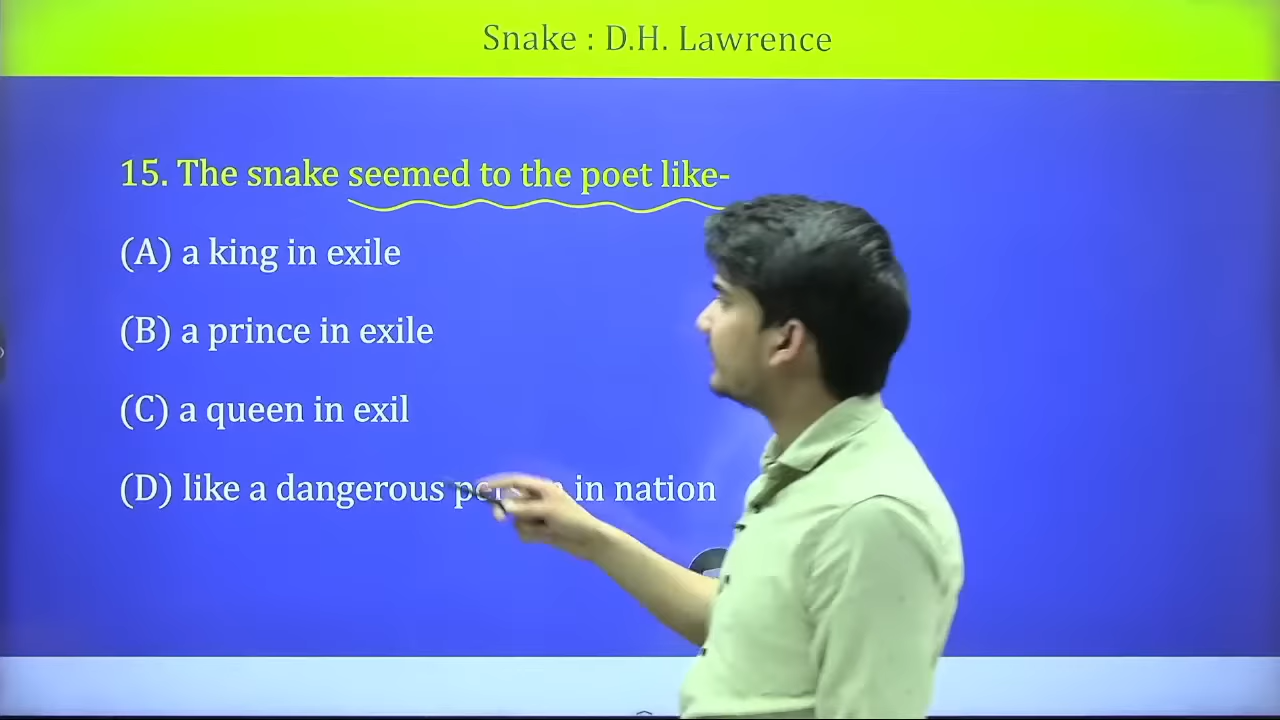 Snake : D.H. Lawrence
15. The snake seemed to the poet like-
(A) a king in exile
(B) a prince in exile
(C) a queen in exil
(D) like a dangerous in nation